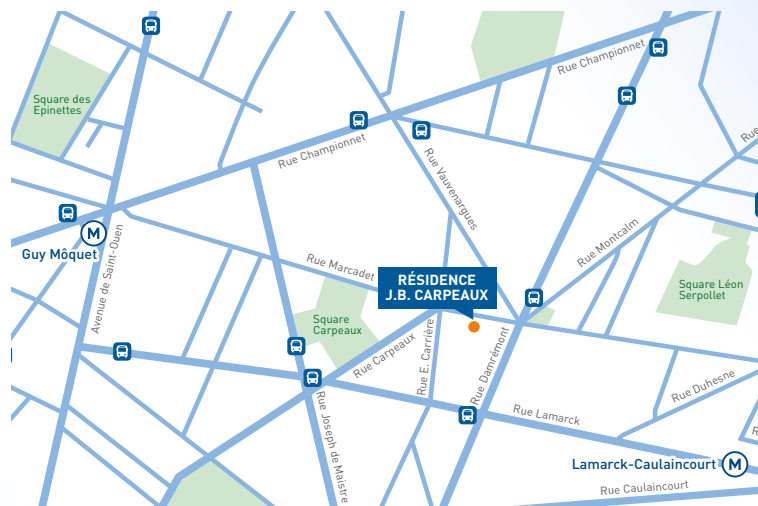 Rue Championnet
Square des
Epinettes
Rue
Rue Championnet
Rue Vauvenargues
M
Guy Môquet
Avenue de Saint-Ouen
Rue Marcadet
Rue Montcalm
RÉSIDENCE
J.B. CARPEAUX
Square Léon
Serpollet
Square
Carpeaux
Rue Carpeaux
Rue E. Carrière
Rue Damrémont
Rue Duhesne
Rue Joseph de Maistre
Rue Lamarck
Lamarck-Caulaincourt
M
Rue Caulaincourt